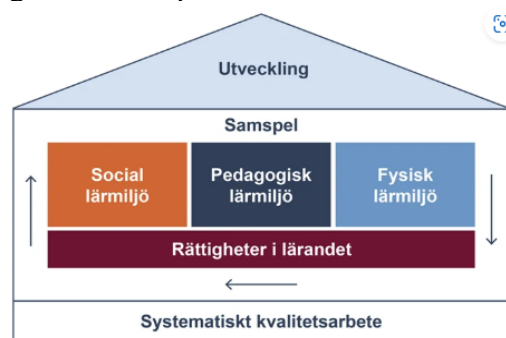 Utveckling
Samspel
Social
lärmiljö
Pedagogisk
lärmiljö
Fysisk
lärmiljö
Rättigheter i lärandet
Systematiskt kvalitetsarbete